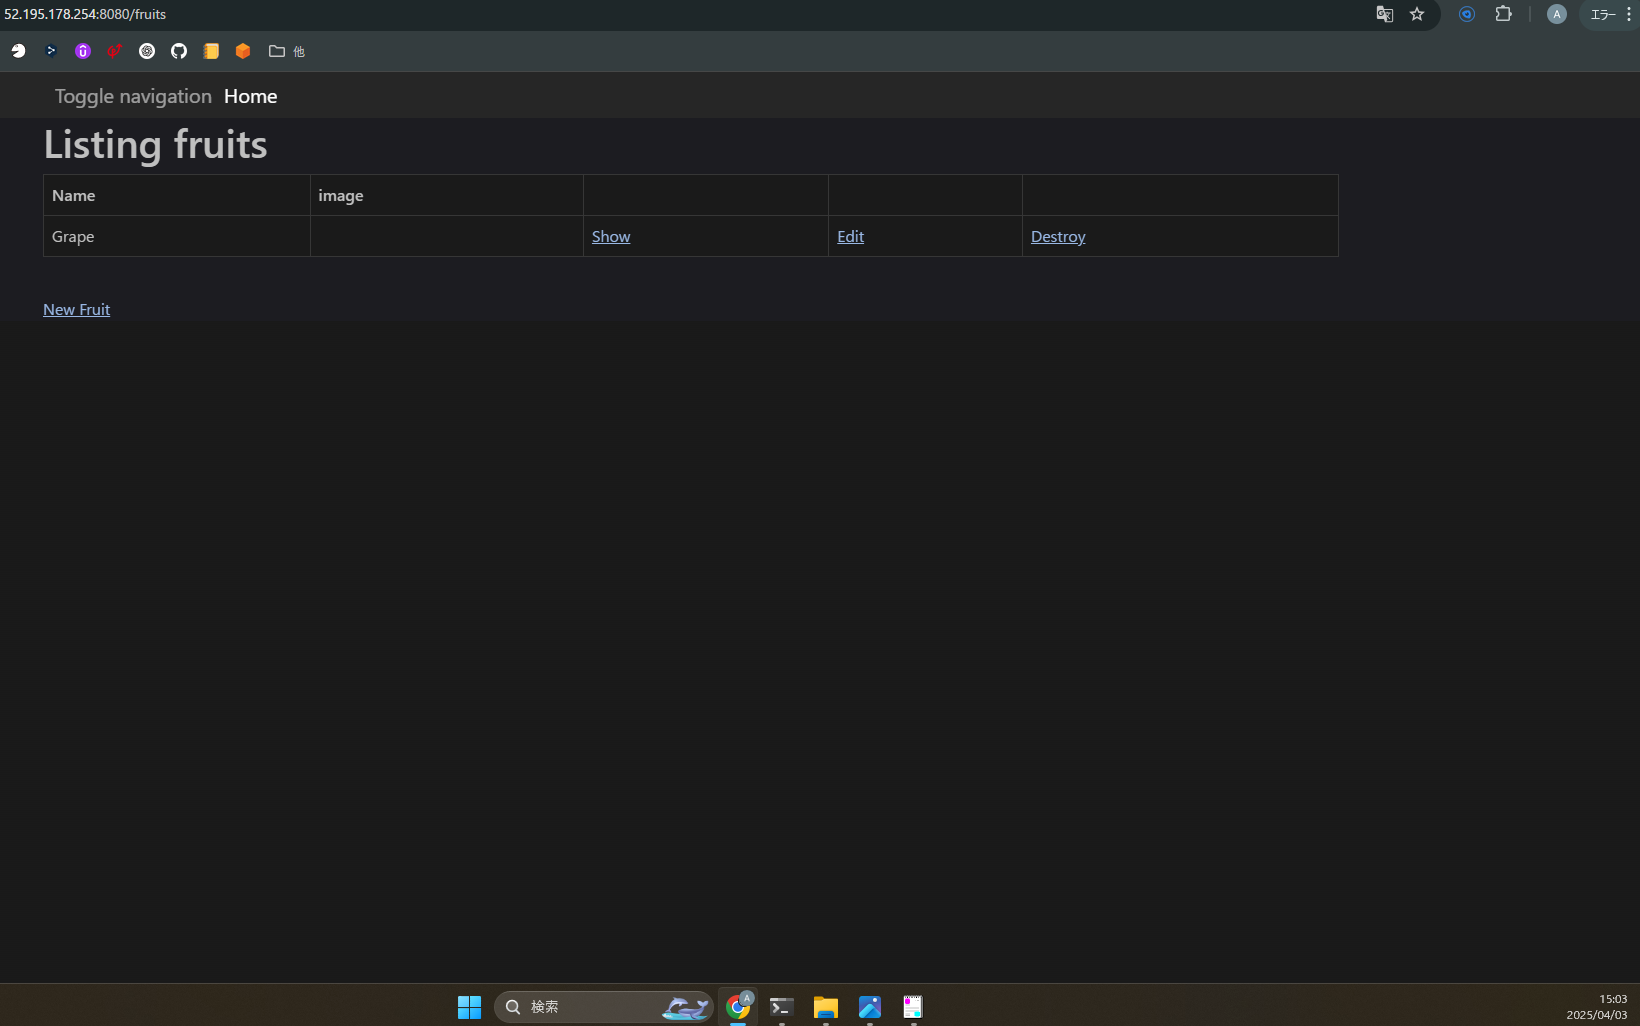 52.195.178.254:8080/fruits
エラー
他
Toggle navigation Home
Listing fruits
Name image
Grape Show Edit Destroy
New Fruit
検索
15:03
2025/04/03